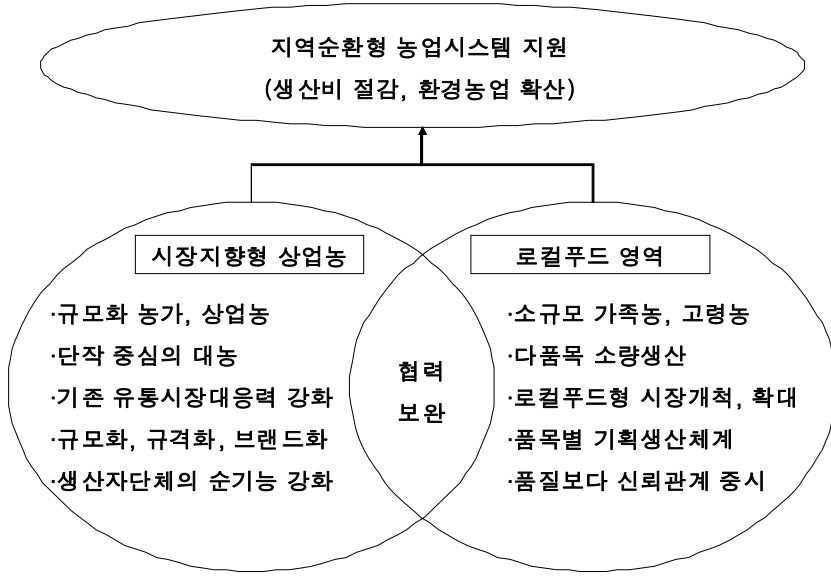 지역순환형 농업시스템 지원
(생산비 절감, 환경농업 확산)
시장지향형 상업농
·규모화 농가, 상업농
·단작 중심의 대농
·기존 유통시장대응력 강화
·규모화, 규격화, 브랜드화
·생산자단체의 순기능 강화
협력
보완
로컬푸드 영역
·소규모 가족농, 고령농
·다품목 소량생산
·로컬푸드형 시장개척, 확대
·품목별 기획생산체계
·품질보다 신뢰관계 중시